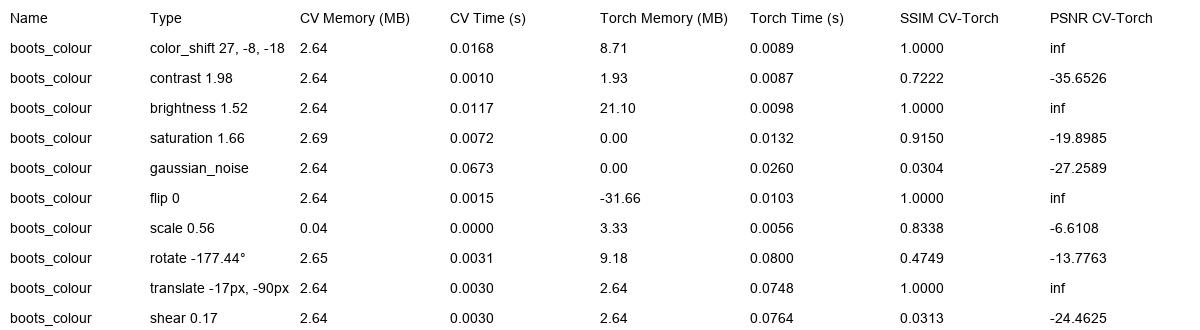 Name Type CV Memory (MB) CV Time (s) Torch Memory (MB) Torch Time (s) SSIM CV-Torch PSNR CV-Torch
boots_colour color_shift 27, -8, -18 2.64 0.0168 8.71 0.0089 1.0000 inf
boots_colour contrast 1.98 2.64 0.0010 1.93 0.0087 0.7222 -35.6526
boots_colour brightness 1.52 2.64 0.0117 21.10 0.0098 1.0000 inf
boots_colour saturation 1.66 2.69 0.0072 0.00 0.0132 0.9150 -19.8985
boots_colour gaussian_noise 2.64 0.0673 0.00 0.0260 0.0304 -27.2589
boots_colour flip 0 2.64 0.0015 -31.66 0.0103 1.0000 inf
boots_colour scale 0.56 0.04 0.0000 3.33 0.0056 0.8338 -6.6108
boots_colour rotate -177.44° 2.65 0.0031 9.18 0.0800 0.4749 -13.7763
boots_colour translate -17px, -90px 2.64 0.0030 2.64 0.0748 1.0000 inf
boots_colour shear 0.17 2.64 0.0030 2.64 0.0764 0.0313 -24.4625